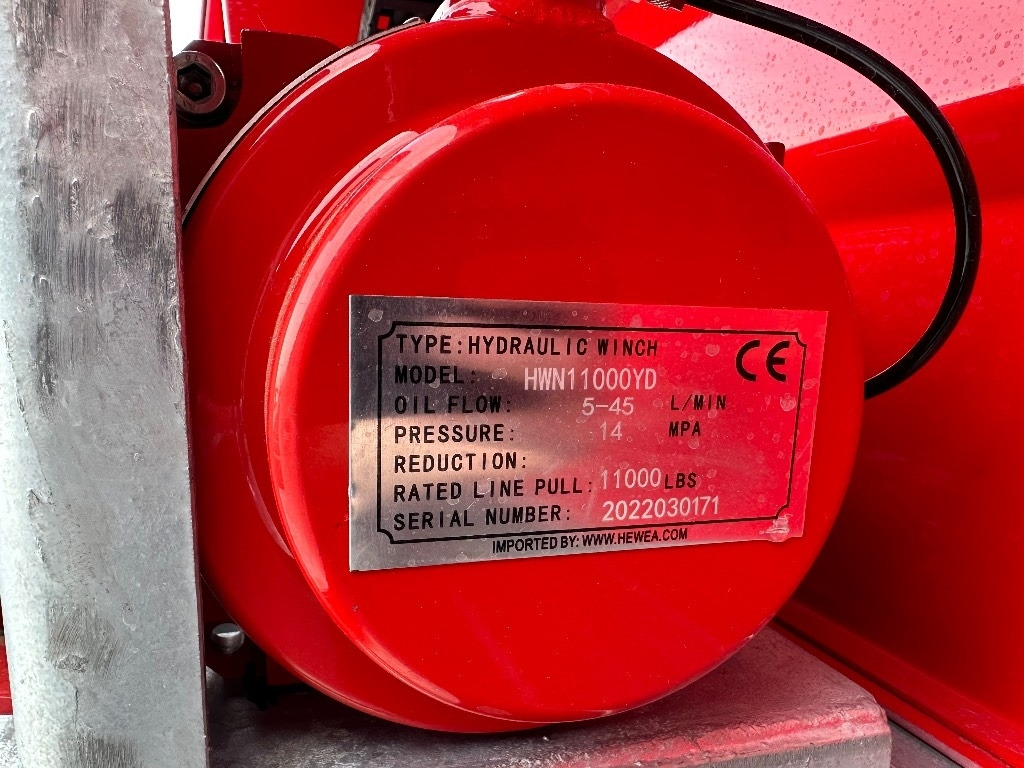 TYPE: HYDRAULIC WINCH CE
MODEL: HWN11000YD
OIL FLOW: 5-45 L/MIN
PRESSURE: 14 MPA
REDUCTION:
RATED LINE PULL: 11000 LBS
SERIAL NUMBER: 2022030171
IMPORTED BY: WWW.HEWEA.COM